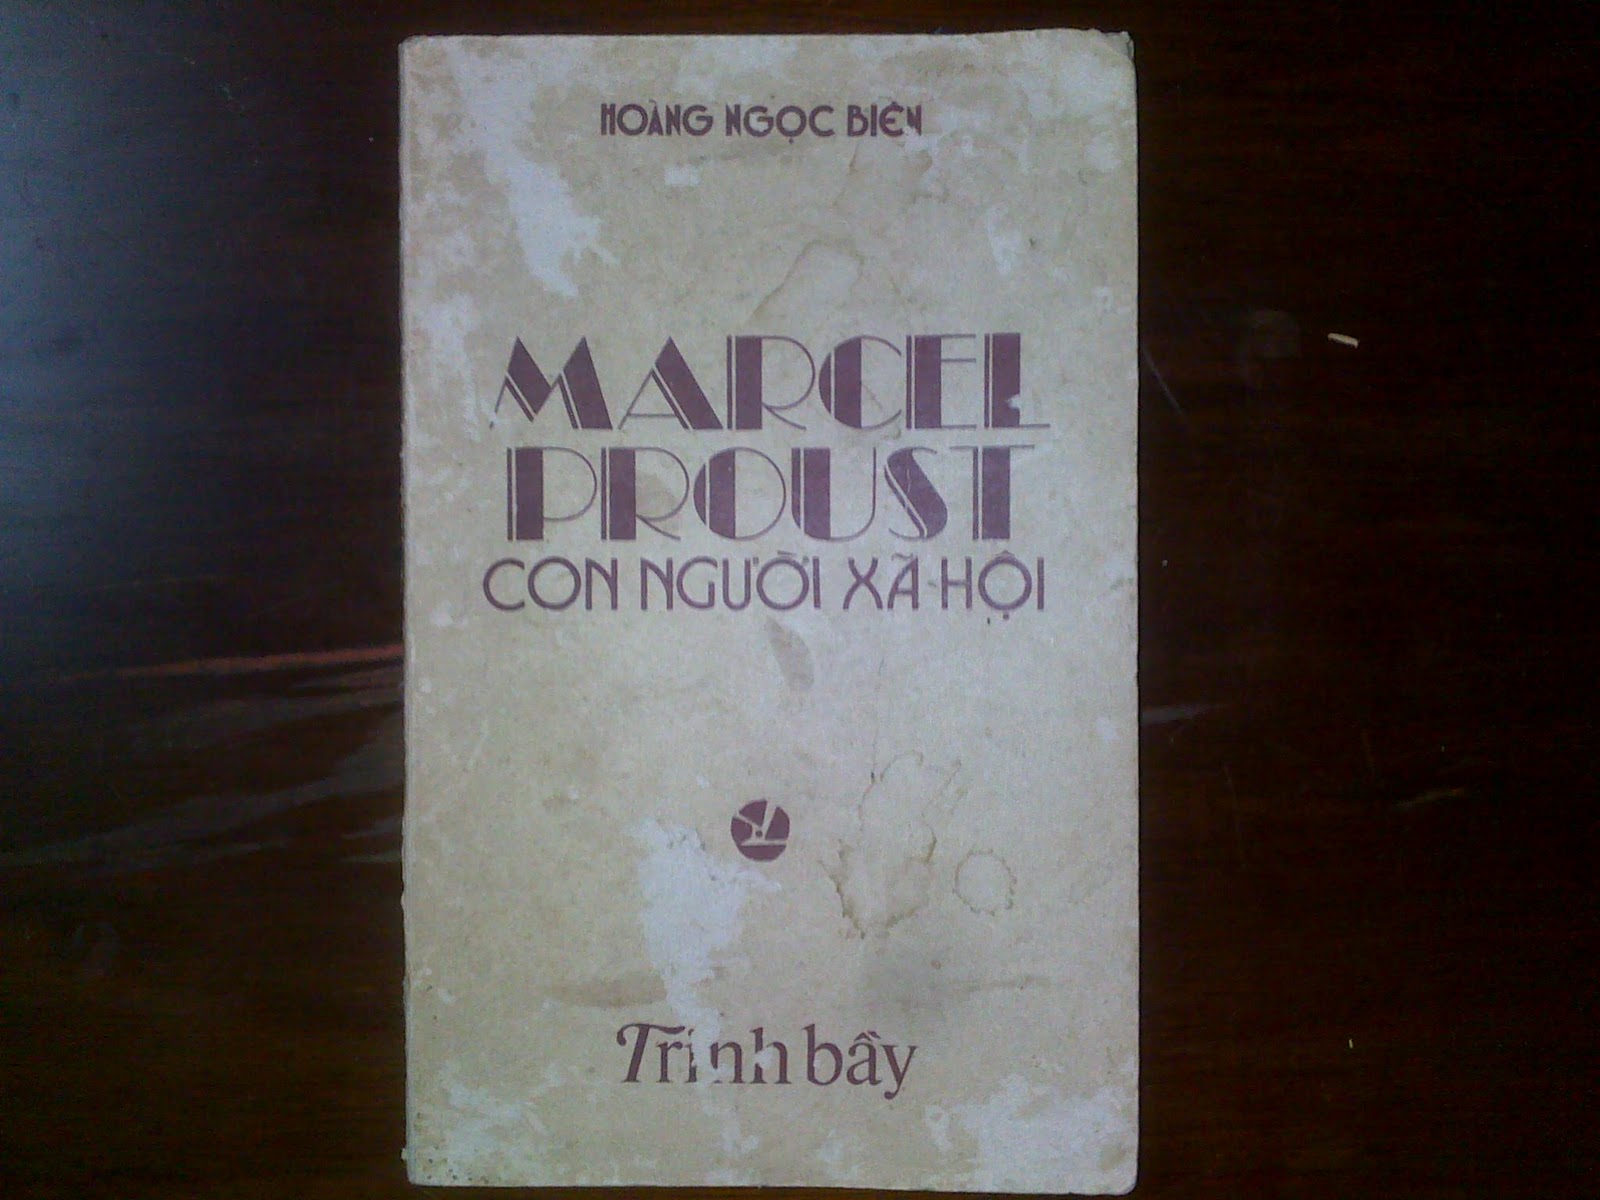 HOÀNG NGỌC BIÊN
MARCEL
PROUST
CON NGƯỜI XÃ HỘI
Trình bầy